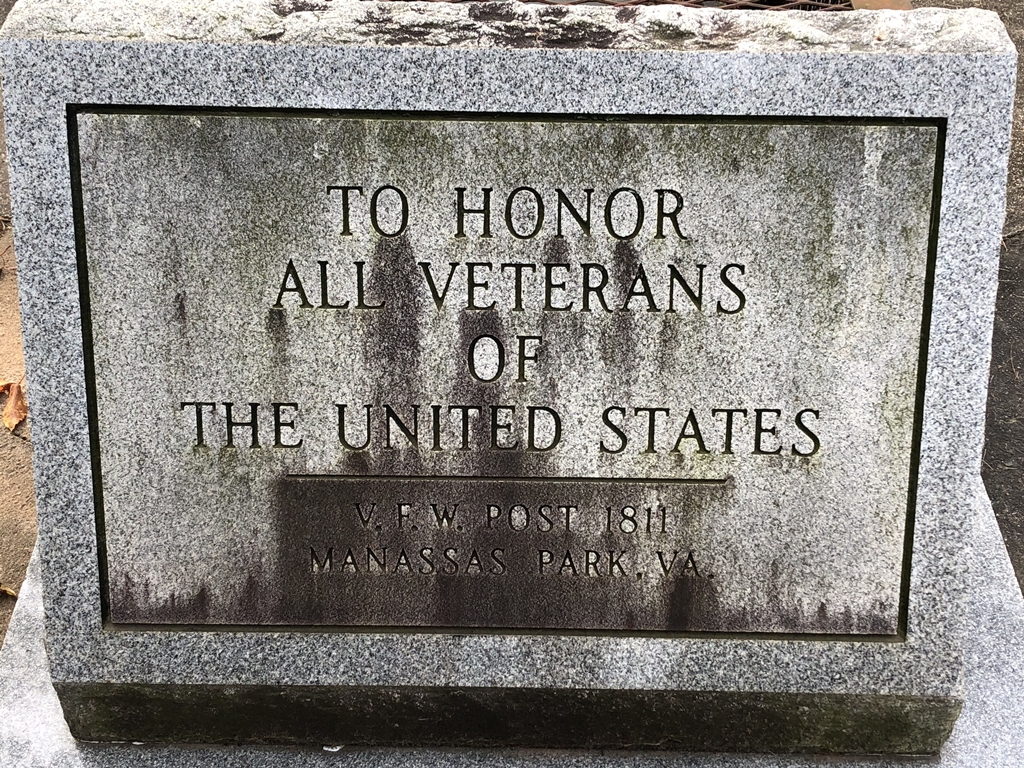 TO HONOR
ALL VETERANS
OF
THE UNITED STATES
V. F. W. POST 1811
MANASSAS PARK, VA.